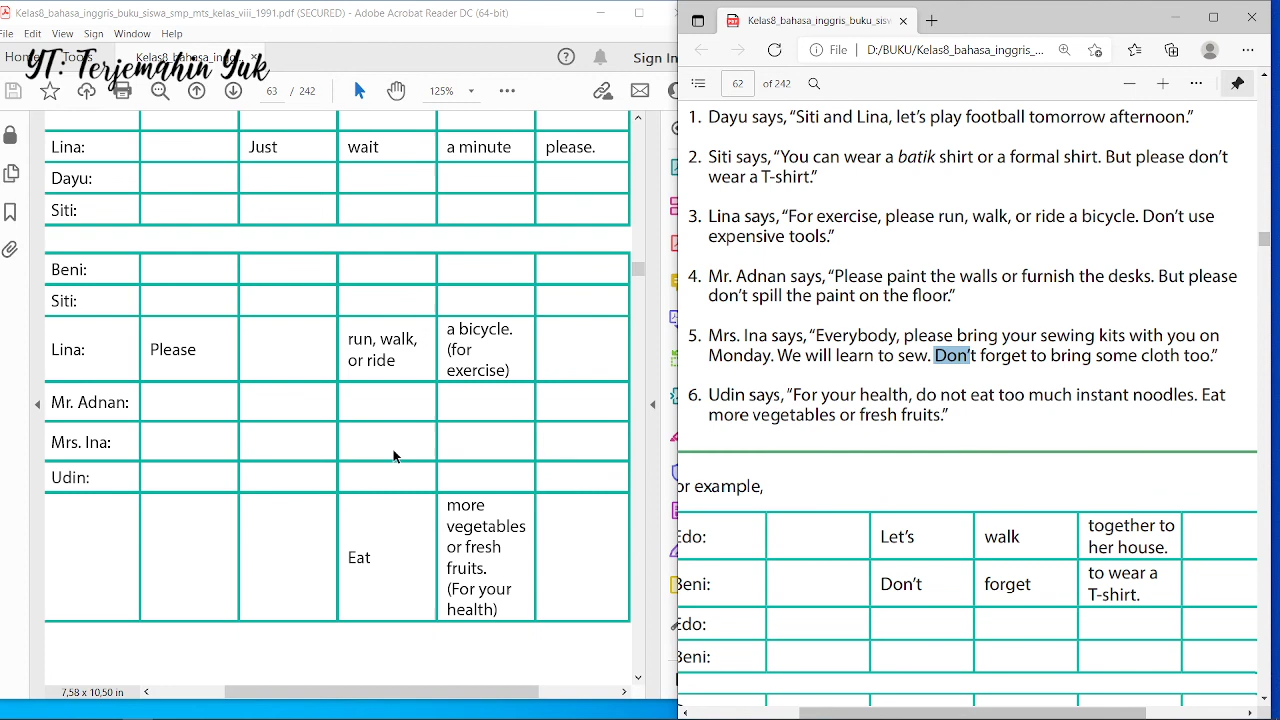 kelas8_bahasa_inggris_buku_siswa_smp_mts_kelas_viii_1991.pdf (SECURED) - Adobe Acrobat Reader DC (64-bit)
File Edit View Sign Window Help
Home Tools Kelas8_bahasa_ingg...
YT: Terjemahin Yuk
Sign In
63 / 242
125%
Lina: Just wait a minute please.
Dayu:
Siti:
Beni:
Siti:
Lina: Please run, walk, or ride a bicycle. (for exercise)
Mr. Adnan:
Mrs. Ina:
Udin:
Eat more vegetables or fresh fruits. (For your health)
7,58 x 10,50 in
Kelas8_bahasa_inggris_buku_sisw
File D:/BUKU/Kelas8_bahasa_inggris_...
62 of 242
1. Dayu says, “Siti and Lina, let’s play football tomorrow afternoon.”
2. Siti says, “You can wear a batik shirt or a formal shirt. But please don’t
wear a T-shirt.”
3. Lina says, “For exercise, please run, walk, or ride a bicycle. Don’t use
expensive tools.”
4. Mr. Adnan says, “Please paint the walls or furnish the desks. But please
don’t spill the paint on the floor.”
5. Mrs. Ina says, “Everybody, please bring your sewing kits with you on
Monday. We will learn to sew. Don’t forget to bring some cloth too.”
6. Udin says, “For your health, do not eat too much instant noodles. Eat
more vegetables or fresh fruits.”
or example,
Edo: Let’s walk together to her house.
Beni: Don’t forget to wear a T-shirt.
Edo:
Beni: